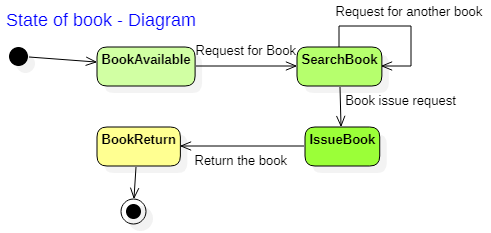 State of book - Diagram
Request for another book
BookAvailable
Request for Book
SearchBook
Book issue request
BookReturn
Return the book
IssueBook